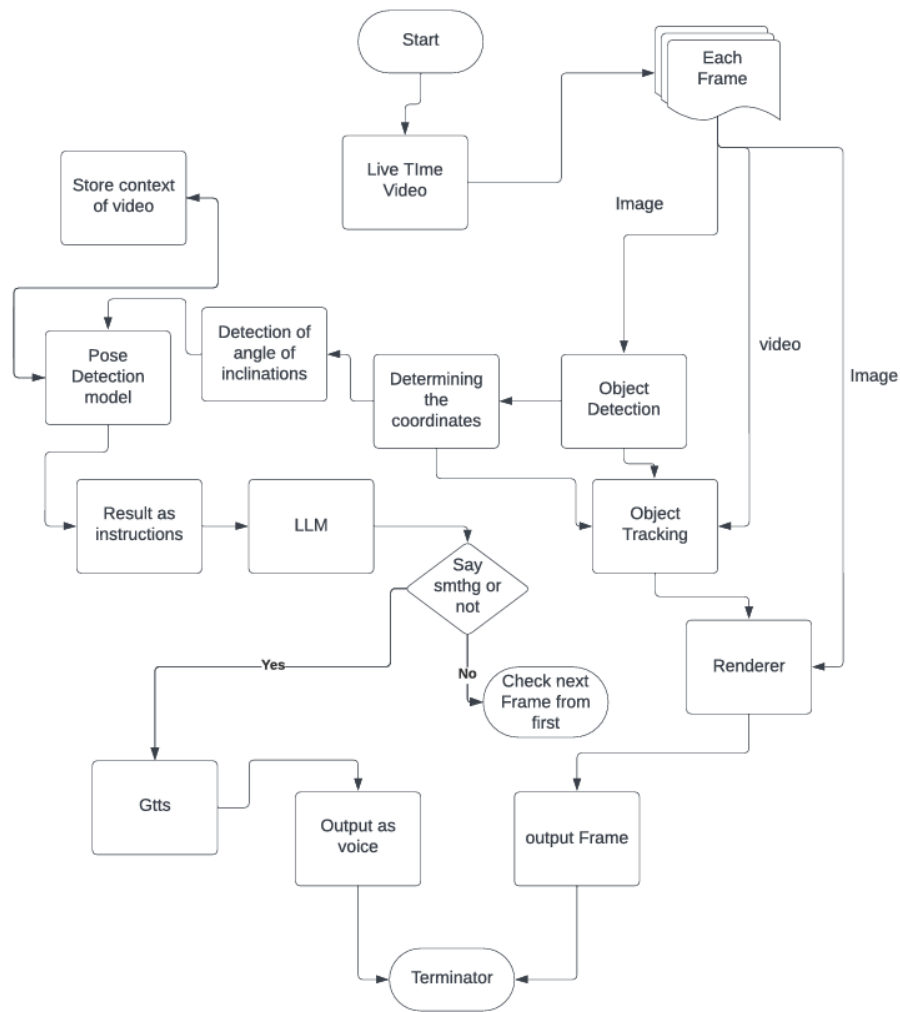 Start
Each
Frame
Live TIme
Video
Store context
of video
Image
Detection of
angle of
inclinations
video
Pose
Detection
model
Determining
the
coordinates
Object
Detection
Image
Result as
instructions
LLM
Object
Tracking
Say
smthg or
not
Yes
No
Renderer
Check next
Frame from
first
Gtts
Output as
voice
output Frame
Terminator